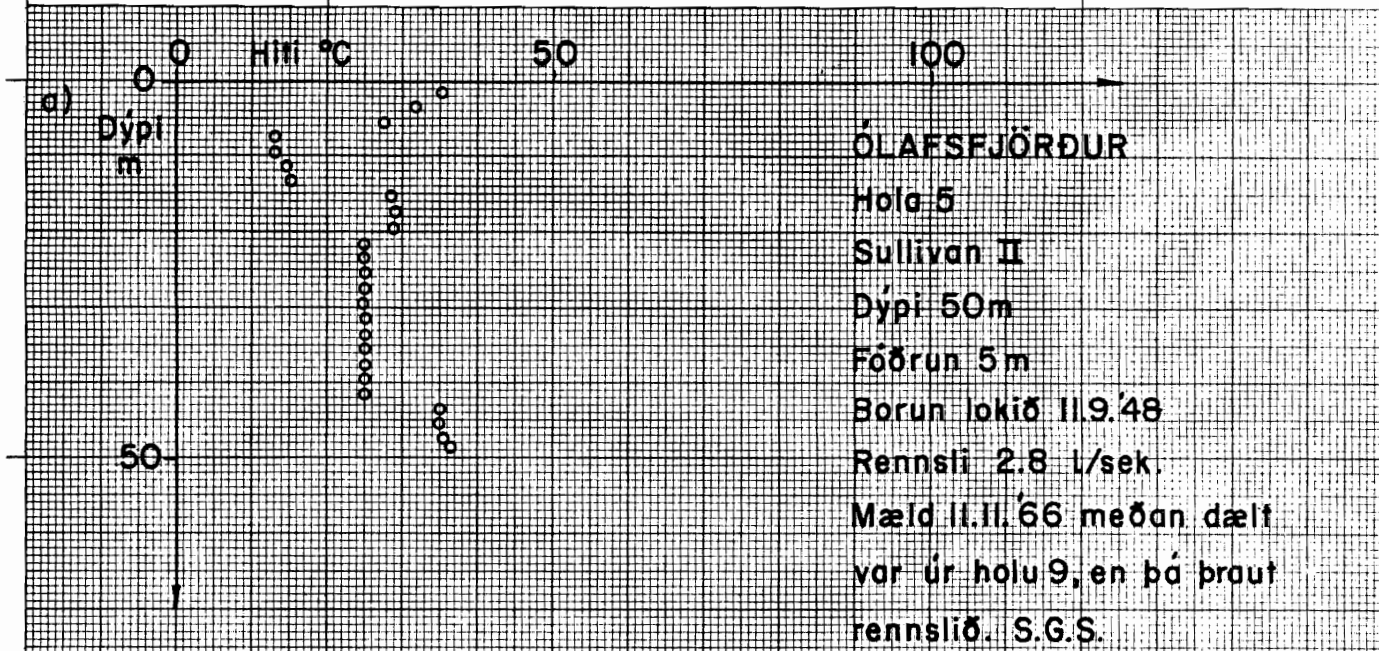 0 Hiti °C 50 100
0
a)
Dýpi
m
50
ÓLAFSFJÖRÐUR
Hola 5
Sullivan II
Dýpi 50m
Fóðrun 5m
Borun lokið 11.9.'48
Rennsli 2.8 l/sek.
Mæld 11.11.'66 meðan dælt
var úr holu 9, en þá þraut
rennslið. S.G.S.